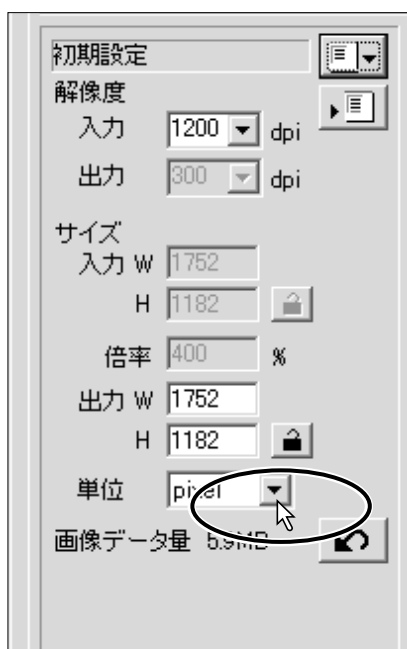 初期設定
解像度
入力 1200 dpi
出力 300 dpi
サイズ
入力 W 1752
H 1182
倍率 400 %
出力 W 1752
H 1182
単位 pixel
画像データ量 5.9MB